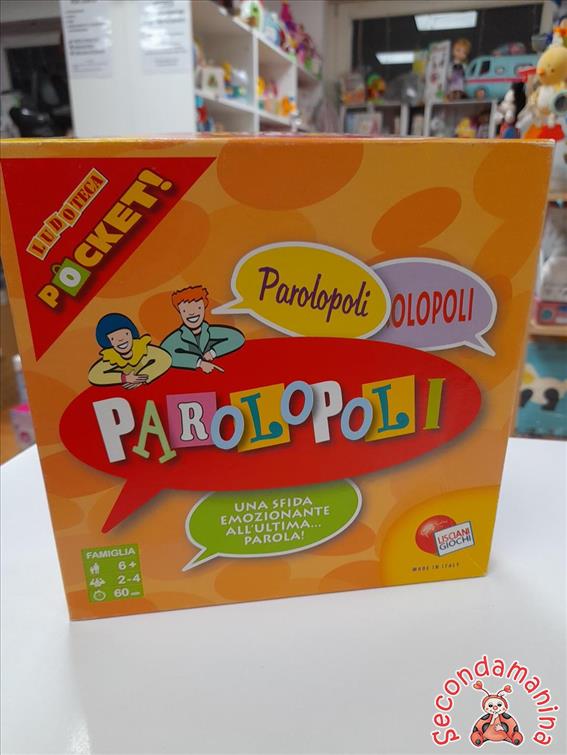 LUDOTECA
POCKET!
Parolopoli
OLOPOLI
PAROLOPOLI
UNA SFIDA
EMOZIONANTE
ALL'ULTIMA...
PAROLA!
FAMIGLIA
6+
2-4
60 min
LISCIANI
GIOCHI
MADE IN ITALY
Secondamanina